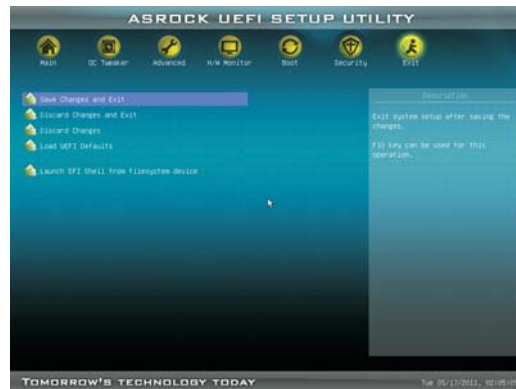 ASROCK UEFI SETUP UTILITY
Main OC Tweaker Advanced H/W Monitor Boot Security Exit
Save Changes and Exit
Discard Changes and Exit
Discard Changes
Load UEFI Defaults
Launch EFI Shell from filesystem device
Description
Exit system setup after saving the
changes.
F10 key can be used for this
operation.
TOMORROW'S TECHNOLOGY TODAY
Tue 05/17/2011, 02:05: